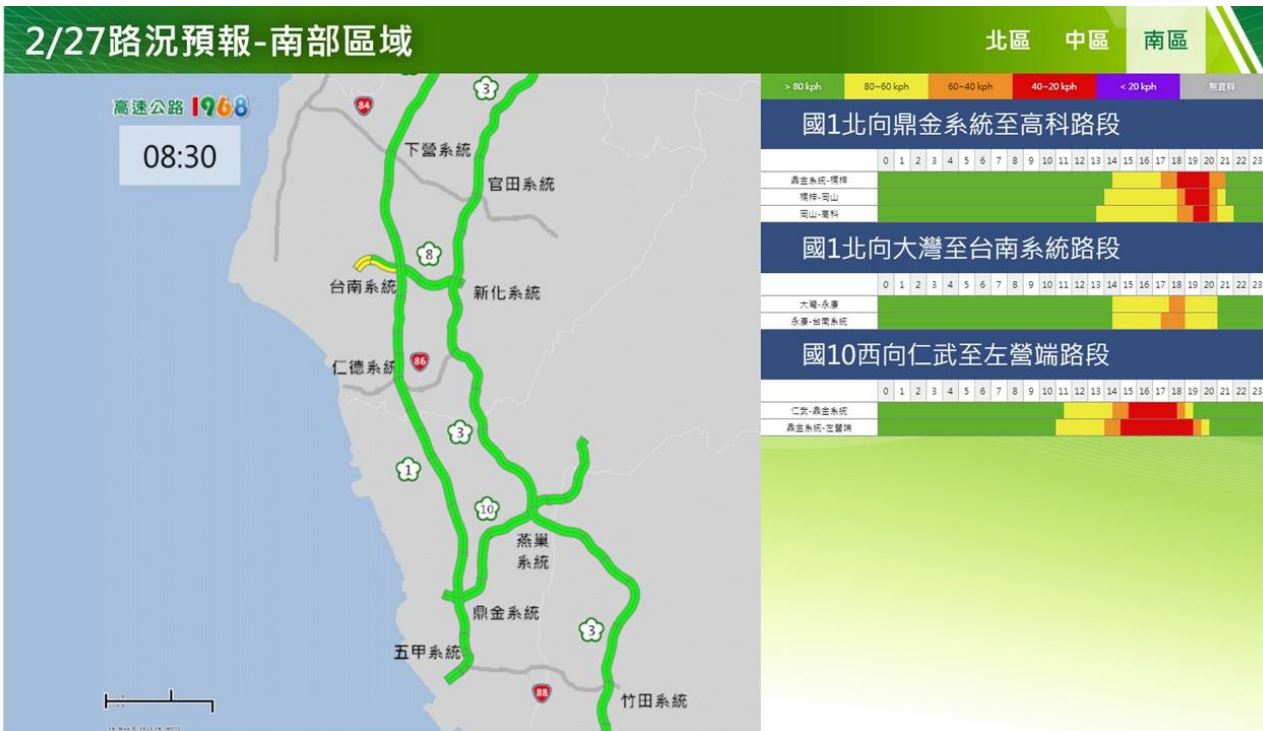 2/27路況預報-南部區域
北區 中區 南區
高速公路 1968
08:30
3
84
下營系統
官田系統
8
台南系統
新化系統
仁德系統
86
3
1
10
燕巢
系統
鼎金系統
3
五甲系統
88
竹田系統
> 80 kph 80~60 kph 60~40 kph 40~20 kph < 20 kph 無資料
國1北向鼎金系統至高科路段
0 1 2 3 4 5 6 7 8 9 10 11 12 13 14 15 16 17 18 19 20 21 22 23
鼎金系統-楠梓
楠梓-岡山
岡山-高科
國1北向大灣至台南系統路段
0 1 2 3 4 5 6 7 8 9 10 11 12 13 14 15 16 17 18 19 20 21 22 23
大灣-永康
永康-台南系統
國10西向仁武至左營端路段
0 1 2 3 4 5 6 7 8 9 10 11 12 13 14 15 16 17 18 19 20 21 22 23
仁武-鼎金系統
鼎金系統-左營端